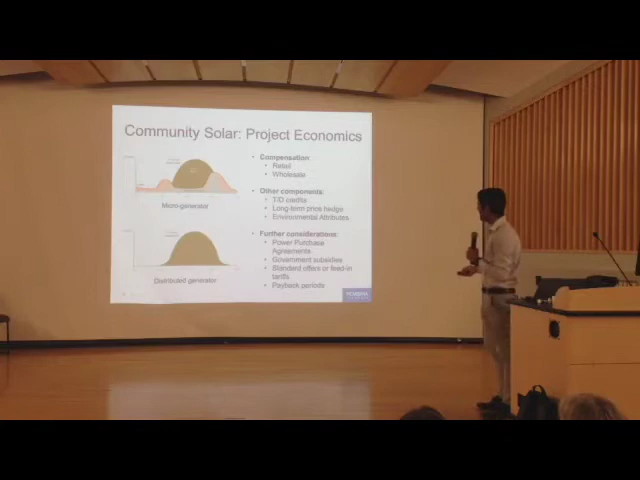 Community Solar: Project Economics
• Compensation:
• Retail
• Wholesale
Micro-generator
• Other components:
• T/D credits
• Long-term price hedge
• Environmental Attributes
• Further considerations:
• Power Purchase
Agreements
• Government subsidies
• Standard offers or feed-in
tariffs
• Payback periods
Distributed generator